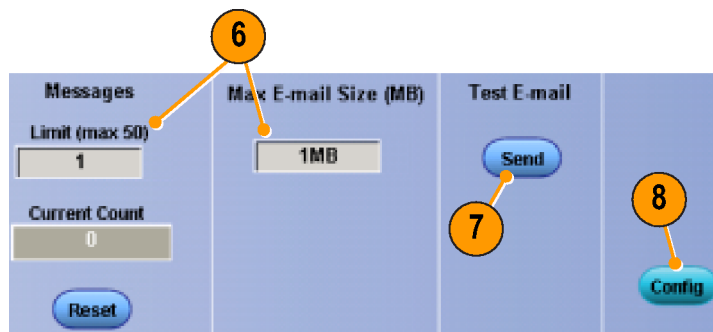 6
Messages
Limit (max 50)
1
Current Count
0
Reset
Max E-mail Size (MB)
1MB
Test E-mail
Send
7
8
Config